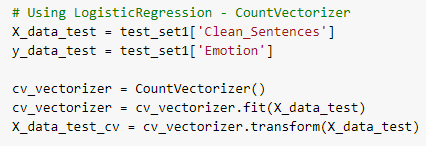 # Using LogisticRegression - CountVectorizer
X_data_test = test_set1['Clean_Sentences']
y_data_test = test_set1['Emotion']
cv_vectorizer = CountVectorizer()
cv_vectorizer = cv_vectorizer.fit(X_data_test)
X_data_test_cv = cv_vectorizer.transform(X_data_test)